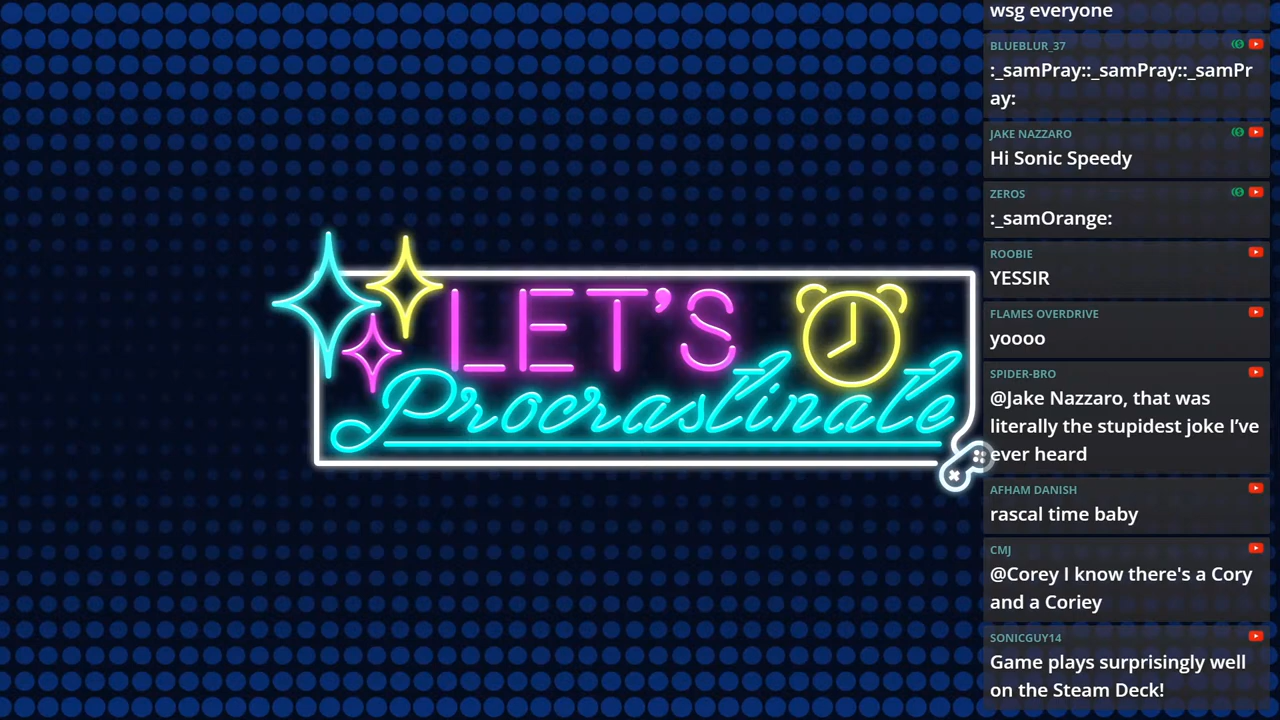 LET'S
Procrastinate
wsg everyone
BLUEBLUR_37
:_samPray::_samPray::_samPr
ay:
JAKE NAZZARO
Hi Sonic Speedy
ZEROS
:_samOrange:
ROOBIE
YESSIR
FLAMES OVERDRIVE
yoooo
SPIDER-BRO
@Jake Nazzaro, that was
literally the stupidest joke I’ve
ever heard
AFHAM DANISH
rascal time baby
CMJ
@Corey I know there's a Cory
and a Coriey
SONICGUY14
Game plays surprisingly well
on the Steam Deck!